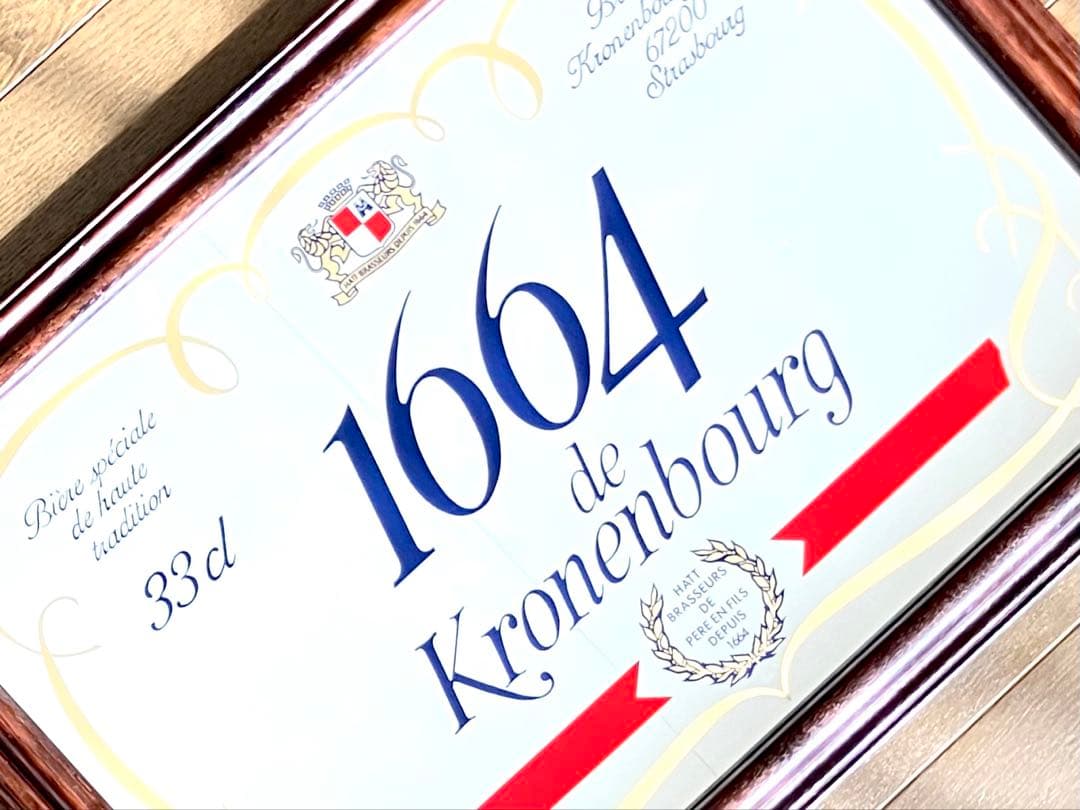 Kronenbourg
67200
Strasbourg
HATT BRASSEURS DEPUIS 1664
1664
de
Kronenbourg
Bière spéciale
de haute
tradition
33 cl
HATT
BRASSEURS
DE
PERE EN FILS
DEPUIS
1664